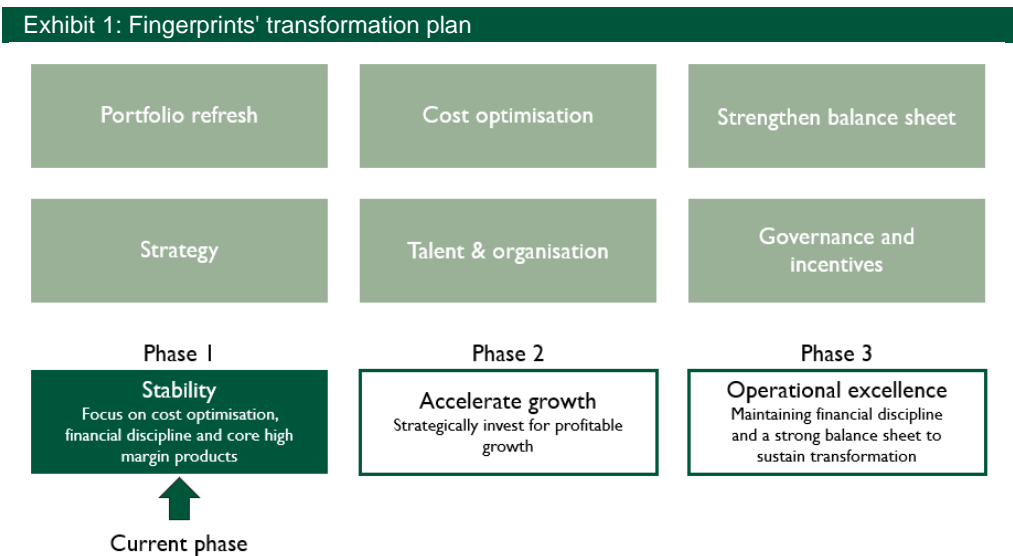 Exhibit 1: Fingerprints' transformation plan
Portfolio refresh
Cost optimisation
Strengthen balance sheet
Strategy
Talent & organisation
Governance and
incentives
Phase 1
Stability
Focus on cost optimisation,
financial discipline and core high
margin products
Phase 2
Accelerate growth
Strategically invest for profitable
growth
Phase 3
Operational excellence
Maintaining financial discipline
and a strong balance sheet to
sustain transformation
Current phase